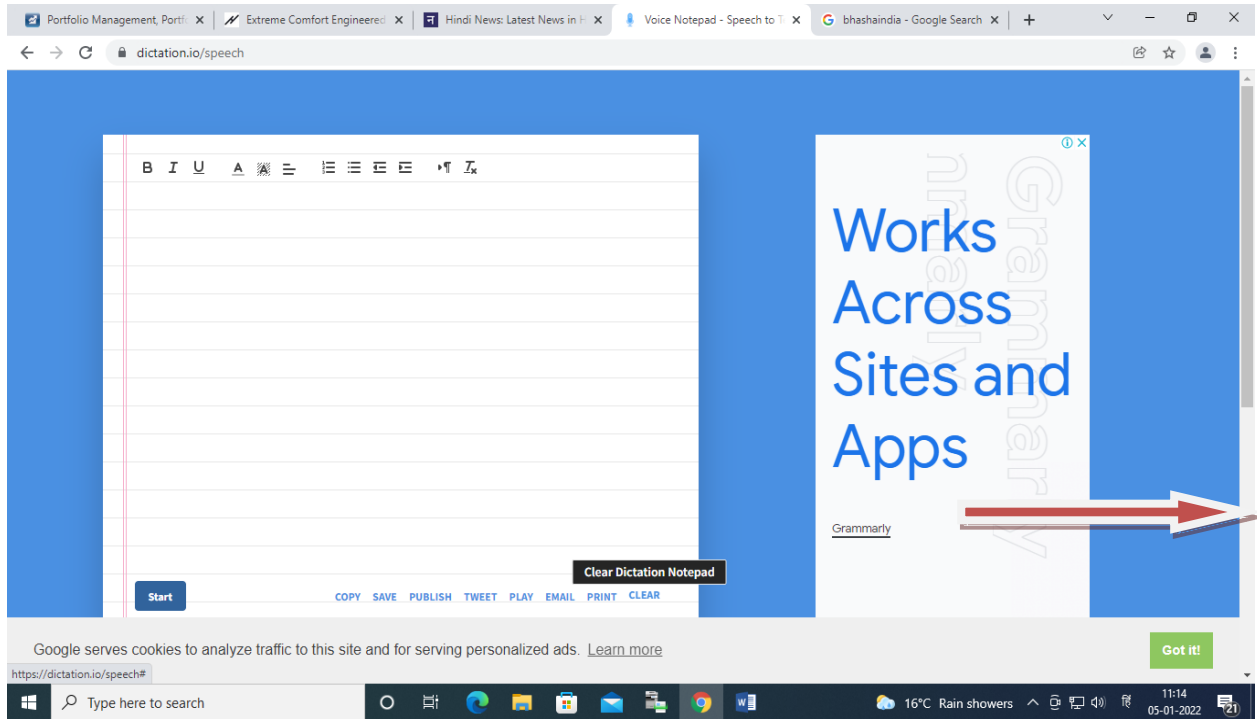 Portfolio Management, Portf
Extreme Comfort Engineered
Hindi News: Latest News in H
Voice Notepad - Speech to T
bhashaindia - Google Search
dictation.io/speech
B I U A A
Works
Across
Sites and
Apps
Grammarly
Grammarly
Clear Dictation Notepad
Start COPY SAVE PUBLISH TWEET PLAY EMAIL PRINT CLEAR
Google serves cookies to analyze traffic to this site and for serving personalized ads. Learn more Got it!
https://dictation.io/speech#
Type here to search
16°C Rain showers
हि
11:14
05-01-2022
21